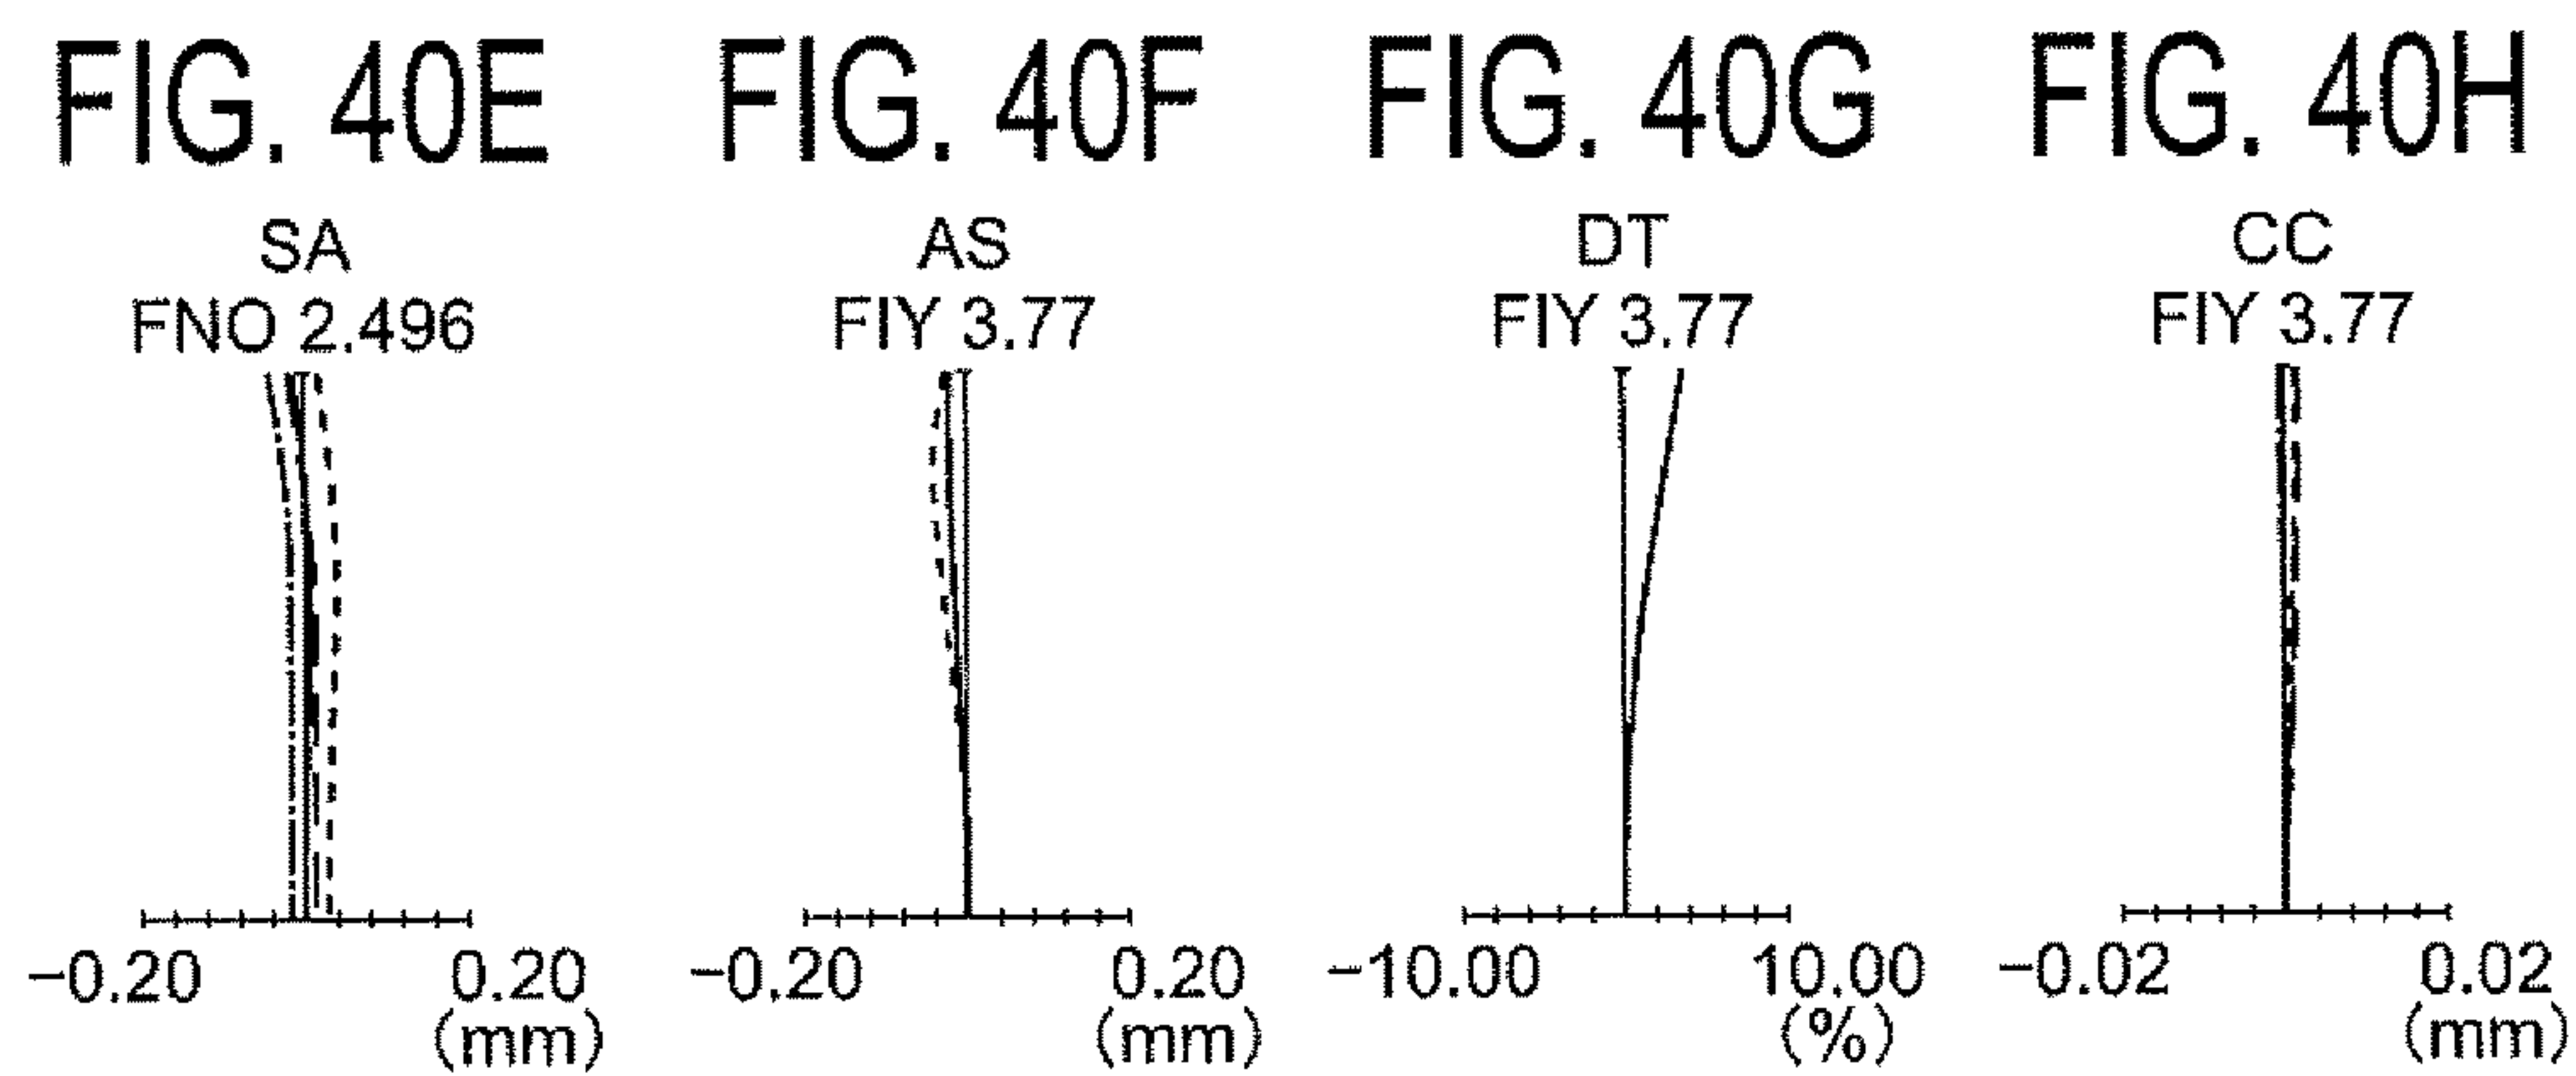 FIG. 40E
SA
FNO 2.496
−0.20 0.20
(mm)
FIG. 40F
AS
FIY 3.77
−0.20 0.20
(mm)
FIG. 40G
DT
FIY 3.77
−10.00 10.00
(%)
FIG. 40H
CC
FIY 3.77
−0.02 0.02
(mm)